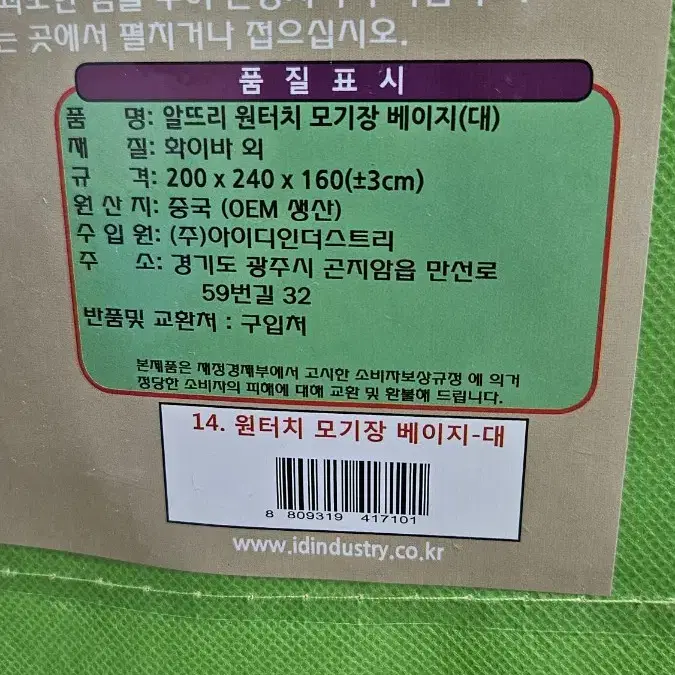 는 곳에서 펼치거나 접으십시오.
품질표시
품 명: 알뜨리 원터치 모기장 베이지(대)
재 질: 화이바 외
규 격: 200 x 240 x 160(±3cm)
원 산 지: 중국 (OEM 생산)
수 입 원: (주)아이디인더스트리
주 소: 경기도 광주시 곤지암읍 만선로
59번길 32
반품및 교환처 : 구입처
본제품은 재정경제부에서 고시한 소비자보상규정 에 의거
정당한 소비자의 피해에 대해 교환 및 환불해 드립니다.
14. 원터치 모기장 베이지-대
8 809319 417101
www.idindustry.co.kr